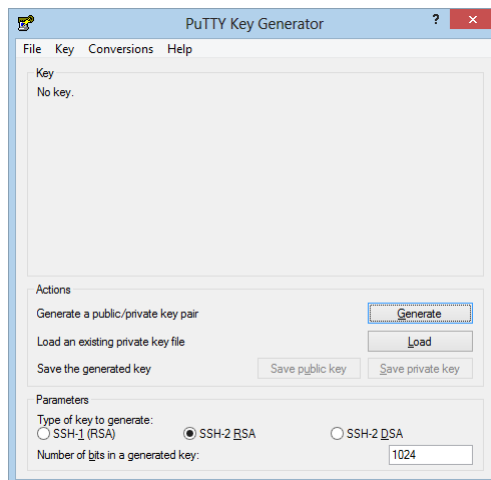 PuTTY Key Generator ? ×
File Key Conversions Help
Key
No key.
Actions
Generate a public/private key pair Generate
Load an existing private key file Load
Save the generated key Save public key Save private key
Parameters
Type of key to generate:
SSH-1 (RSA) SSH-2 RSA SSH-2 DSA
Number of bits in a generated key: 1024